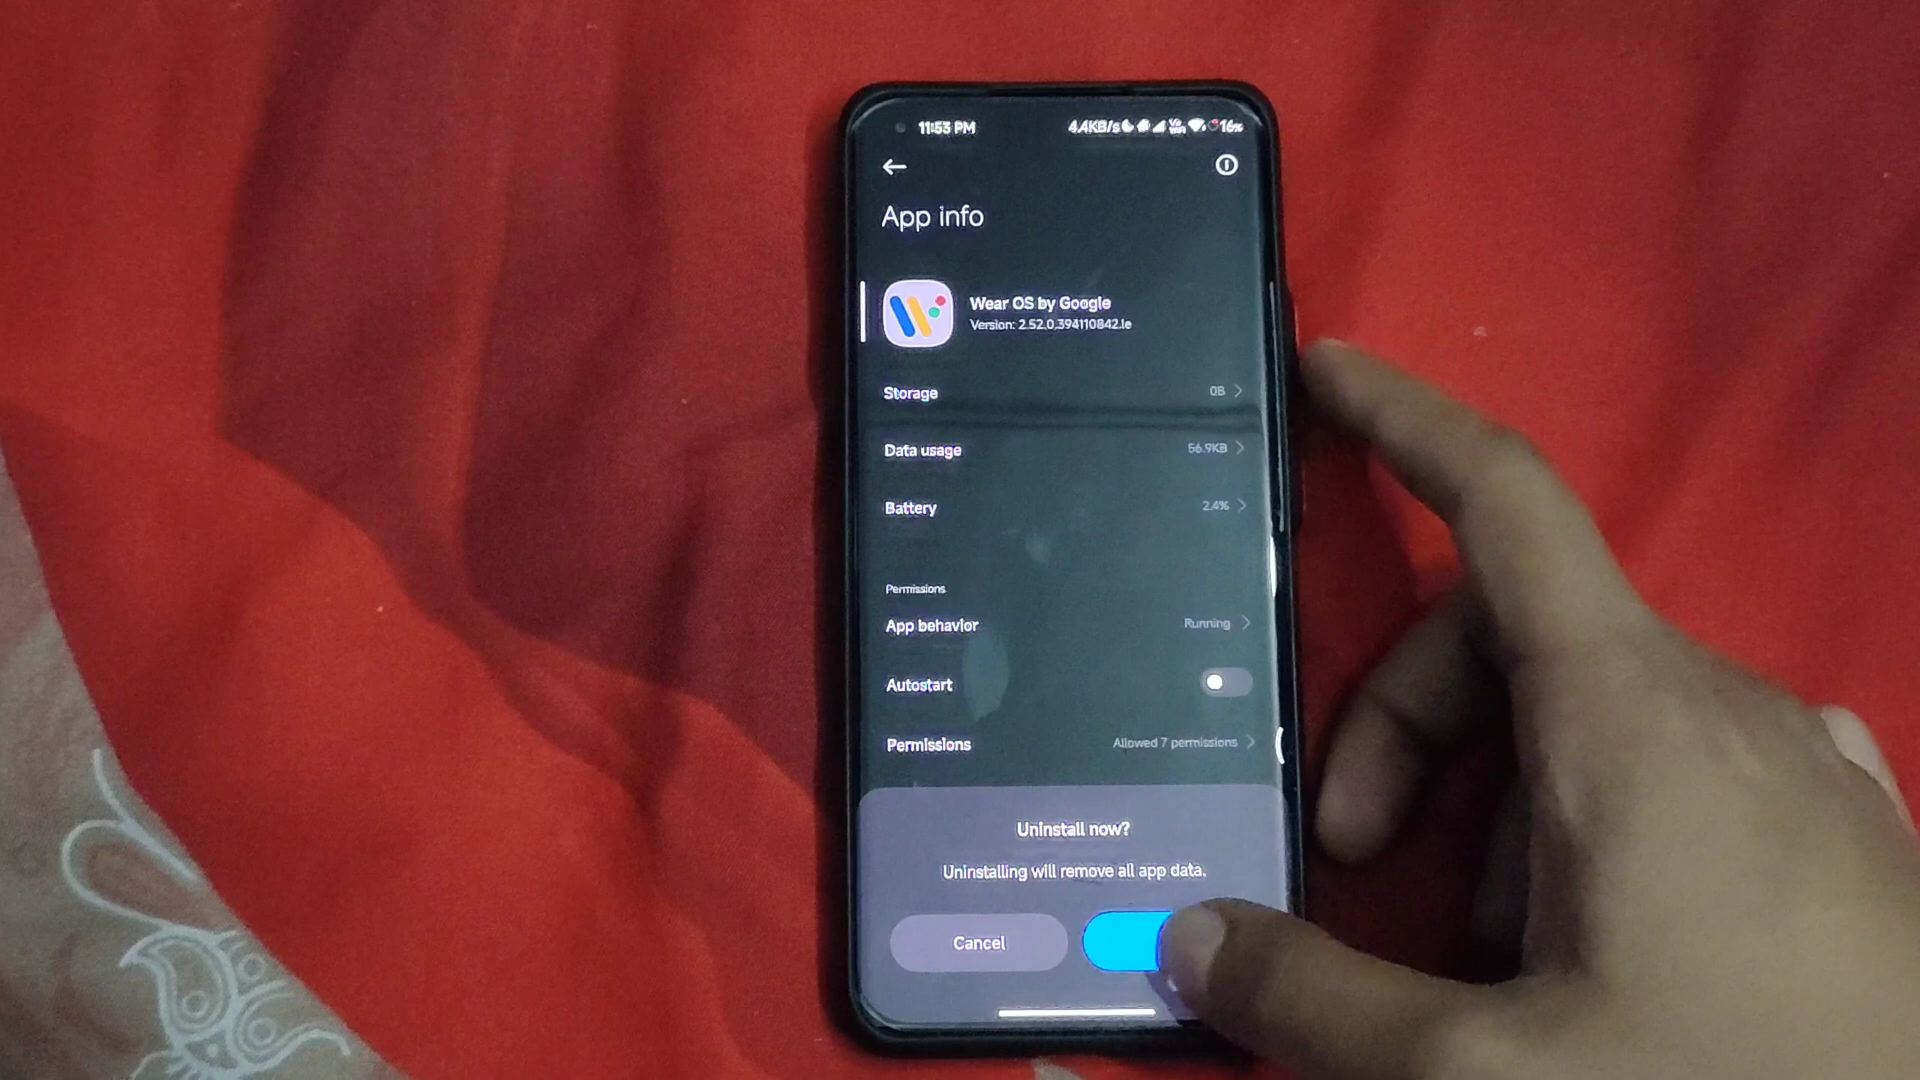 11:53 PM 4.4KB/s Vo WiFi 16%
App info
Wear OS by Google
Version: 2.52.0.394110842.le
Storage 0B
Data usage 56.9KB
Battery 2.4%
Permissions
App behavior Running
Autostart
Permissions Allowed 7 permissions
Uninstall now?
Uninstalling will remove all app data.
Cancel